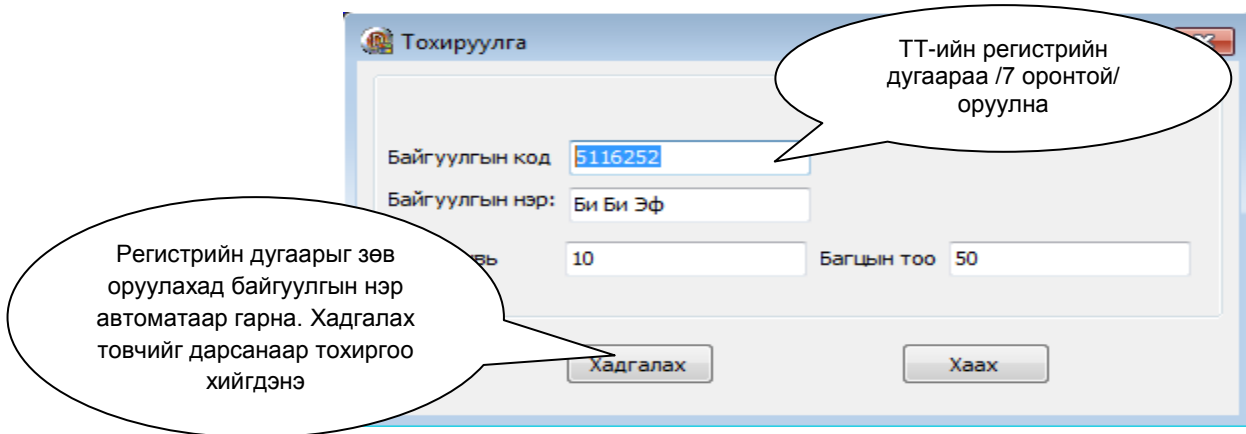 Тохируулга
ТТ-ийн регистрийн
дугаараа /7 оронтой/
оруулна
Байгуулгын код 5116252
Байгуулгын нэр: Би Би Эф
10 Багцын тоо 50
Регистрийн дугаарыг зөв
оруулахад байгуулгын нэр
автоматаар гарна. Хадгалах
товчийг дарсанаар тохиргоо
хийгдэнэ
Хадгалах Хаах